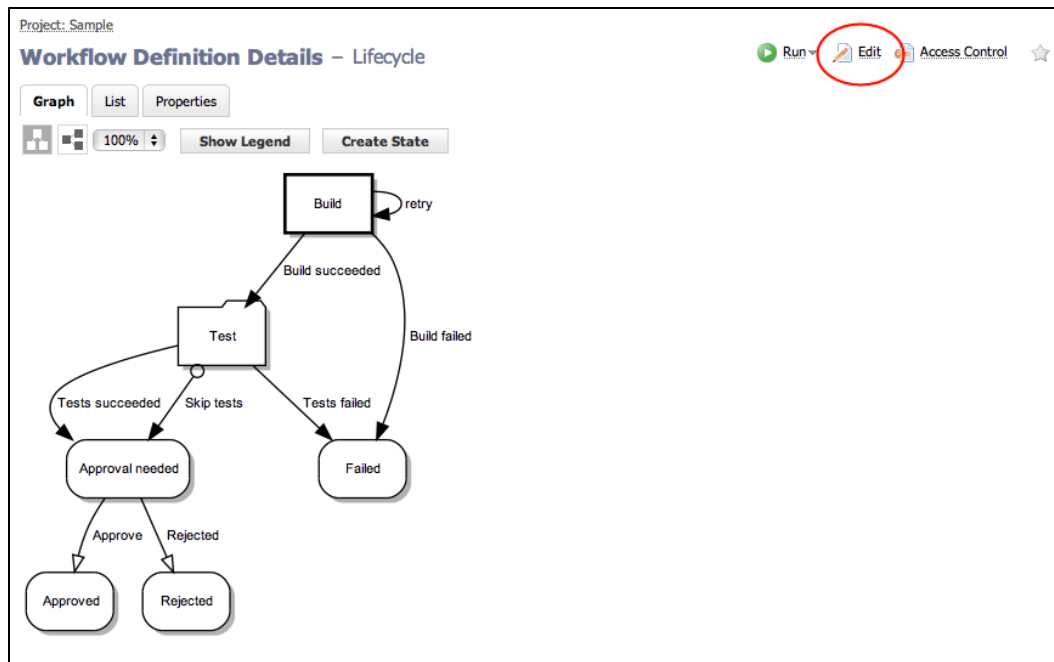 Project: Sample
Workflow Definition Details – Lifecycle
Run Edit Access Control
Graph List Properties
100% Show Legend Create State
Build
retry
Build succeeded
Test
Build failed
Tests succeeded Skip tests Tests failed
Approval needed Failed
Approve Rejected
Approved Rejected